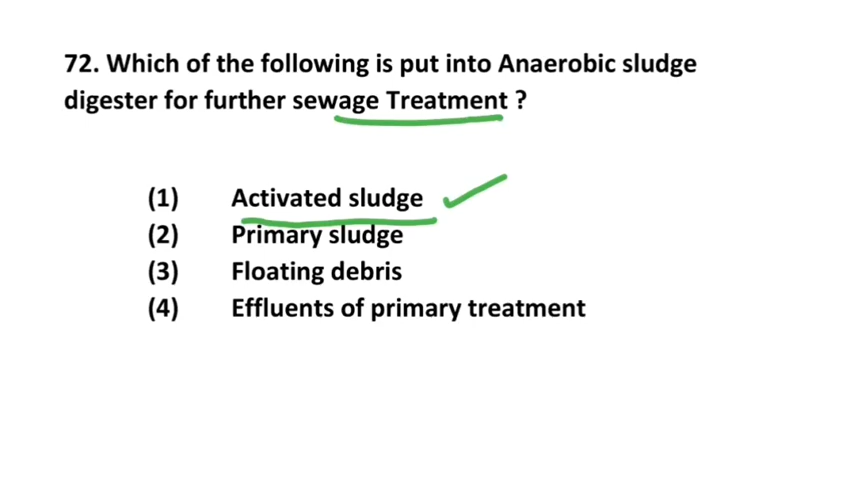 72. Which of the following is put into Anaerobic sludge
digester for further sewage Treatment ?
(1) Activated sludge
(2) Primary sludge
(3) Floating debris
(4) Effluents of primary treatment